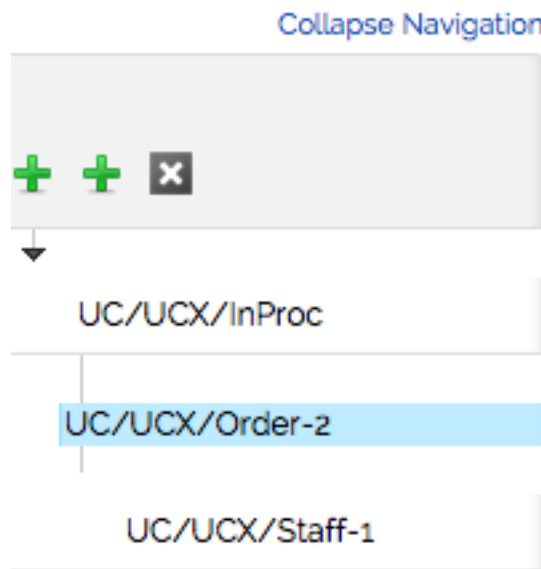 Collapse Navigation
UC/UCX/InProc
UC/UCX/Order-2
UC/UCX/Staff-1